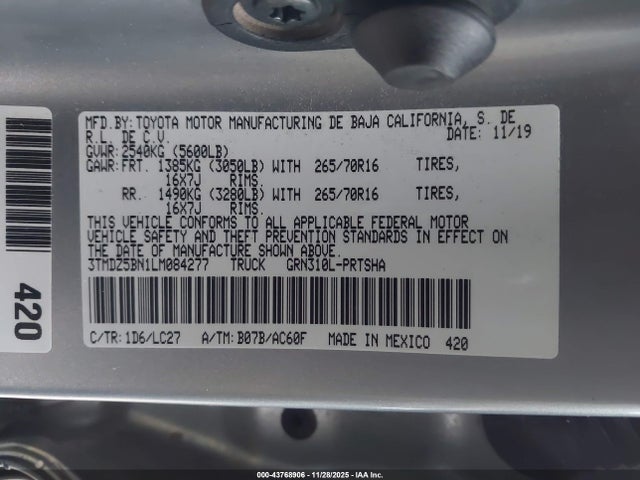 MFD.BY:TOYOTA MOTOR MANUFACTURING DE BAJA CALIFORNIA, S. DE
R.L. DE C.V. DATE: 11/19
GVWR:2540KG (5600LB)
GAWR:FRT. 1385KG (3050LB) WITH 265/70R16 TIRES,
16X7J RIMS.
RR. 1490KG (3280LB) WITH 265/70R16 TIRES,
16X7J RIMS.
THIS VEHICLE CONFORMS TO ALL APPLICABLE FEDERAL MOTOR
VEHICLE SAFETY AND THEFT PREVENTION STANDARDS IN EFFECT ON
THE DATE OF MANUFACTURE SHOWN ABOVE.
3TMDZ5BN1LM084277 TRUCK GRN310L-PRTSHA
C/TR:1D6/LC27 A/TM:B07B/AC60F MADE IN MEXICO 420
420
000-43768906 - 11/28/2025 - IAA Inc.